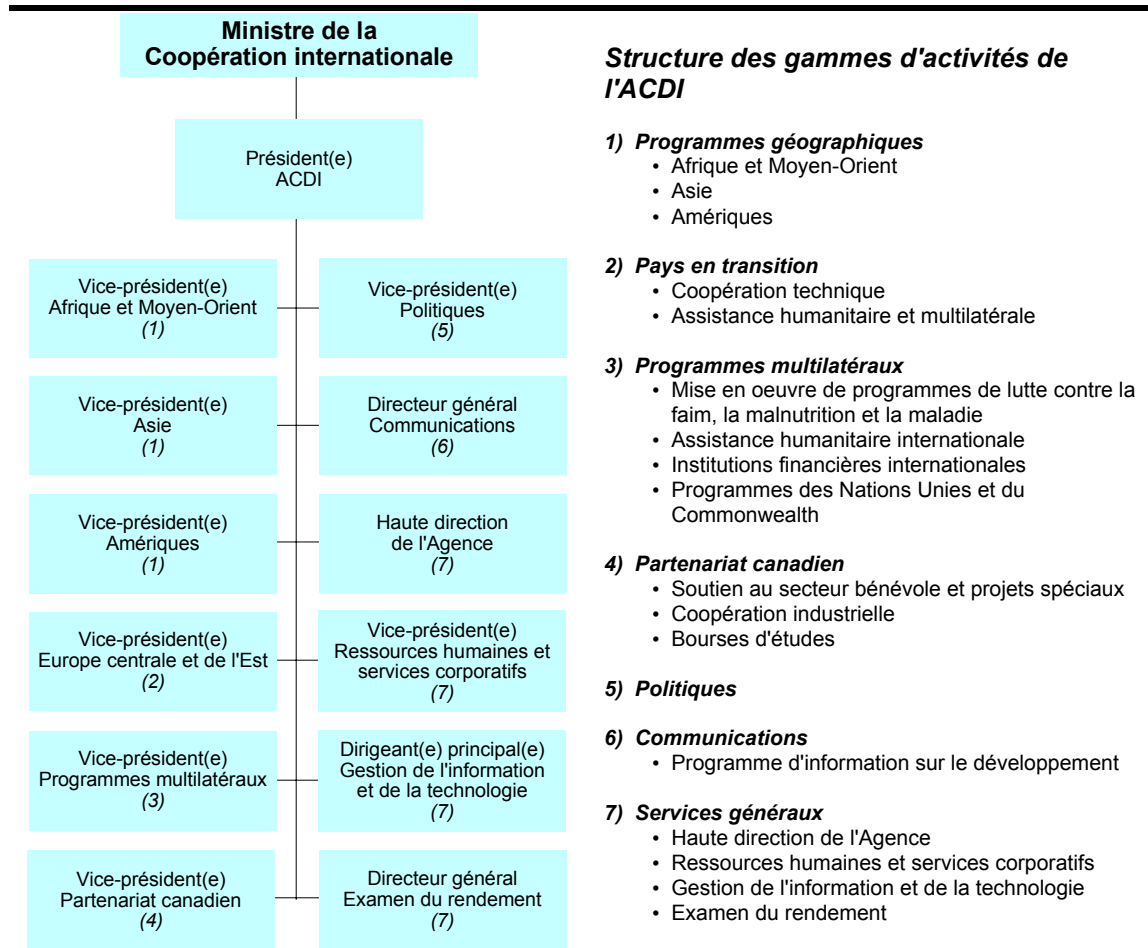 Ministre de la
Coopération internationale
Président(e)
ACDI
Vice-président(e)
Afrique et Moyen-Orient
(1)
Vice-président(e)
Politiques
(5)
Vice-président(e)
Asie
(1)
Directeur général
Communications
(6)
Vice-président(e)
Amériques
(1)
Haute direction
de l'Agence
(7)
Vice-président(e)
Europe centrale et de l'Est
(2)
Vice-président(e)
Ressources humaines et
services corporatifs
(7)
Vice-président(e)
Programmes multilatéraux
(3)
Dirigeant(e) principal(e)
Gestion de l'information
et de la technologie
(7)
Vice-président(e)
Partenariat canadien
(4)
Directeur général
Examen du rendement
(7)
Structure des gammes d'activités de
l'ACDI
1) Programmes géographiques
• Afrique et Moyen-Orient
• Asie
• Amériques
2) Pays en transition
• Coopération technique
• Assistance humanitaire et multilatérale
3) Programmes multilatéraux
• Mise en oeuvre de programmes de lutte contre la
faim, la malnutrition et la maladie
• Assistance humanitaire internationale
• Institutions financières internationales
• Programmes des Nations Unies et du
Commonwealth
4) Partenariat canadien
• Soutien au secteur bénévole et projets spéciaux
• Coopération industrielle
• Bourses d'études
5) Politiques
6) Communications
• Programme d'information sur le développement
7) Services généraux
• Haute direction de l'Agence
• Ressources humaines et services corporatifs
• Gestion de l'information et de la technologie
• Examen du rendement